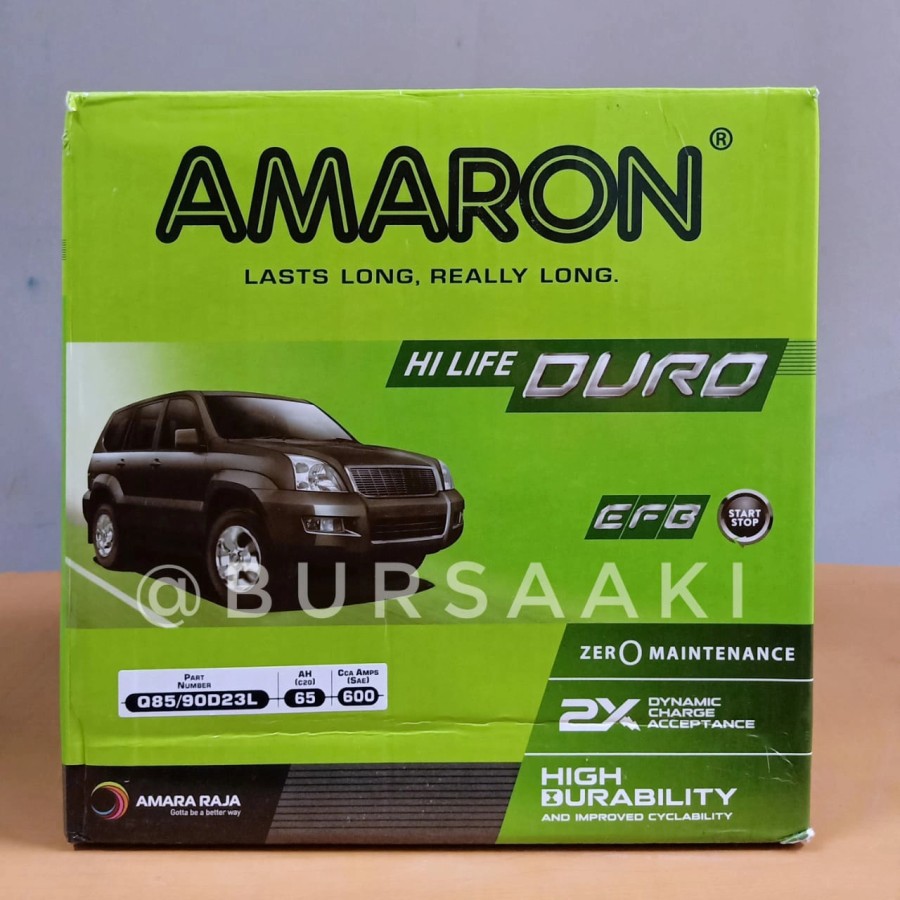 AMARON®
LASTS LONG, REALLY LONG.
HI LIFE DURO
EFB
START
STOP
@BURSAAKI
ZERO MAINTENANCE
PART
NUMBER
AH
(C20)
CCA AMPS
(SAE)
Q85/90D23L
65
600
2X
DYNAMIC
CHARGE
ACCEPTANCE
HIGH
DURABILITY
AND IMPROVED CYCLABILITY
AMARA RAJA
Gotta be a better way